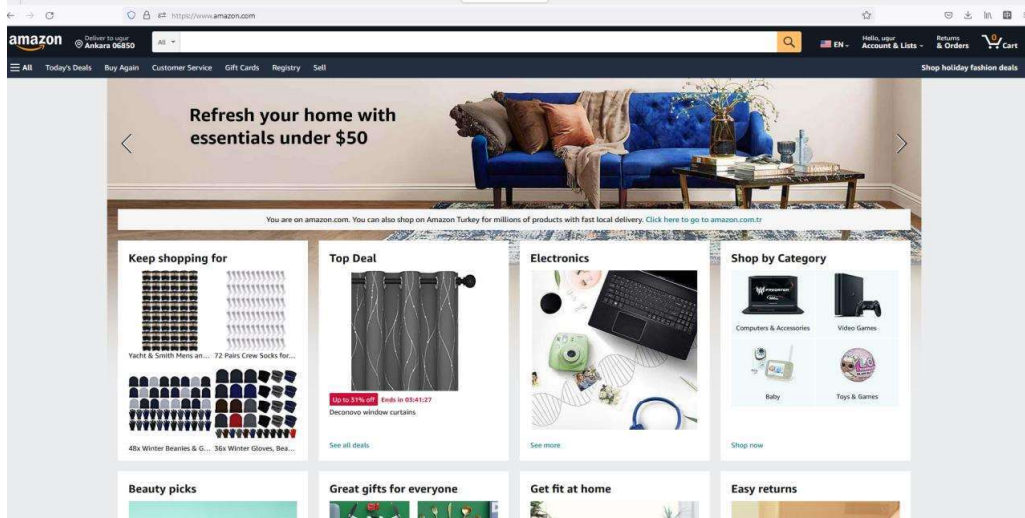 https://www.amazon.com
amazon
Deliver to ugur
Ankara 06850
All
EN
Hello, ugur
Account & Lists
Returns
& Orders
0
Cart
All
Today's Deals
Buy Again
Customer Service
Gift Cards
Registry
Sell
Shop holiday fashion deals
Refresh your home with
essentials under $50
You are on amazon.com. You can also shop on Amazon Turkey for millions of products with fast local delivery. Click here to go to amazon.com.tr
Keep shopping for
Yacht & Smith Mens an...
72 Pairs Crew Socks for...
48x Winter Beanies & G...
36x Winter Gloves, Bea...
Top Deal
Up to 31% off
Ends in 03:41:27
Deconovo window curtains
See all deals
Electronics
See more
Shop by Category
PREDATOR
Computers & Accessories
Video Games
Baby
Toys & Games
Shop now
Beauty picks
Great gifts for everyone
Get fit at home
Easy returns